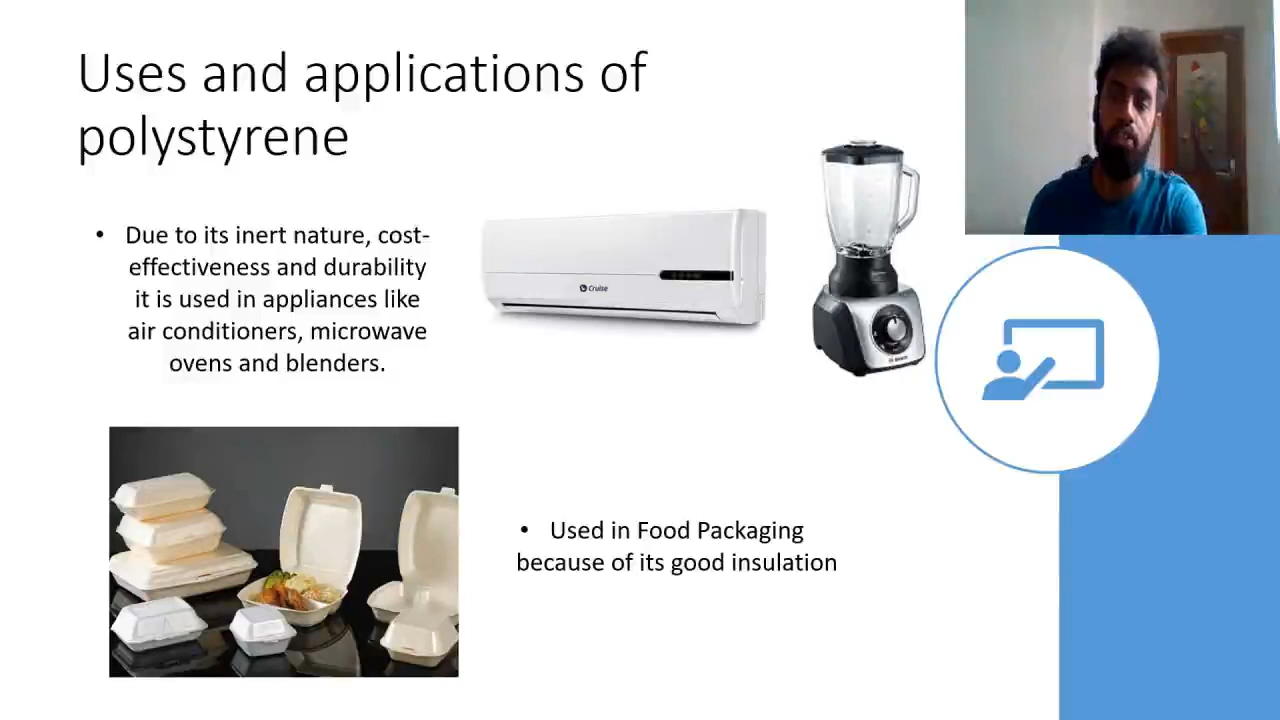 Uses and applications of
polystyrene
• Due to its inert nature, cost-
effectiveness and durability
it is used in appliances like
air conditioners, microwave
ovens and blenders.
Cruise
• Used in Food Packaging
because of its good insulation